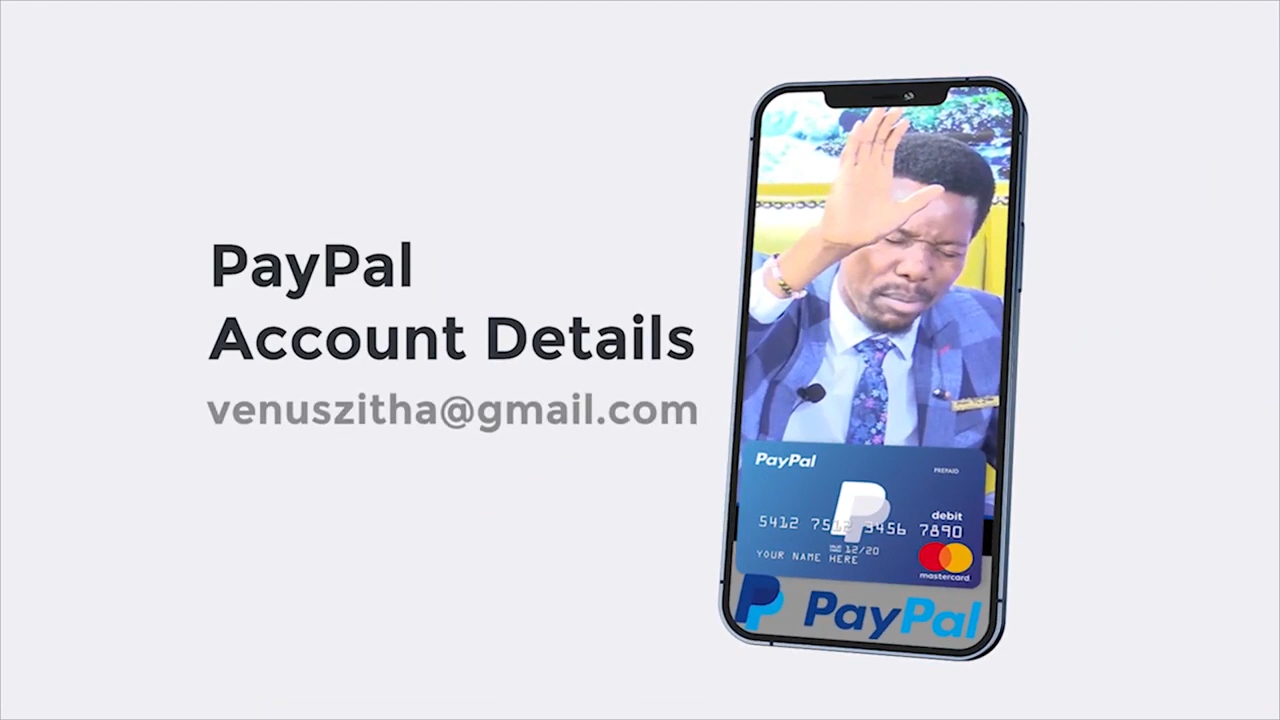 PayPal
Account Details
venuszitha@gmail.com
PayPal
PREPAID
debit
5412 7512 3456 7890
12/20
YOUR NAME HERE
mastercard
PayPal